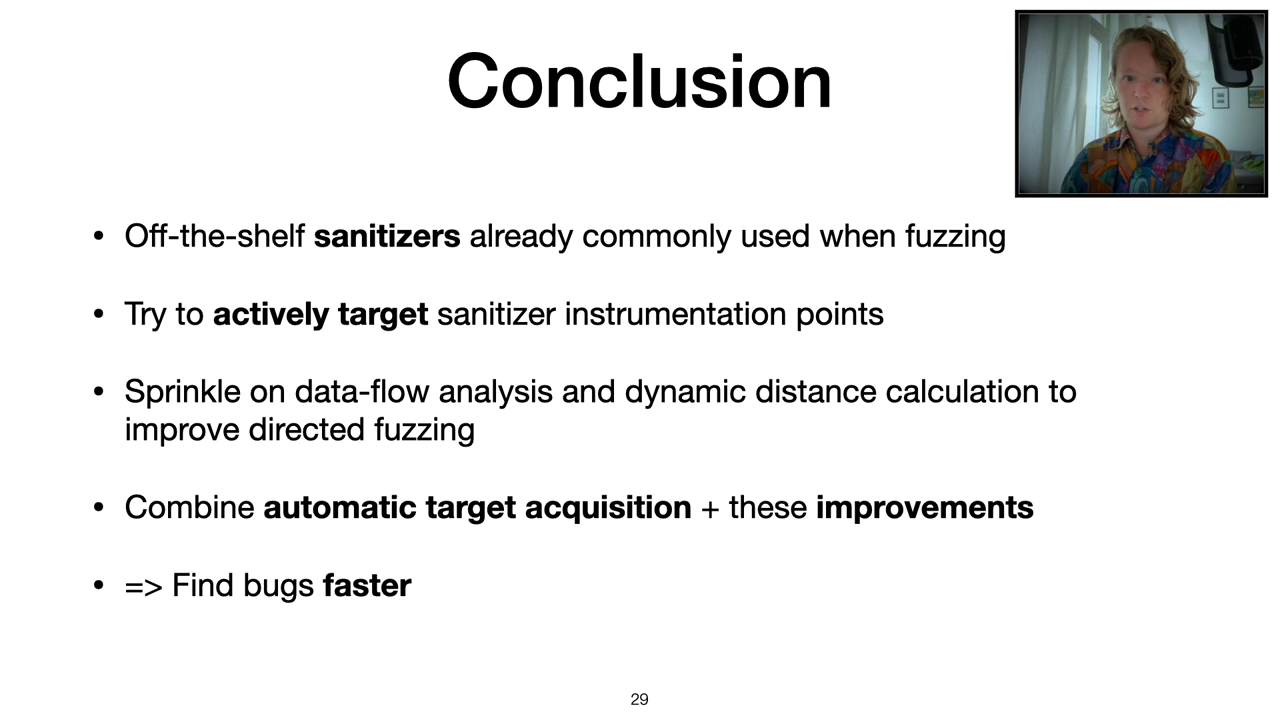 Conclusion
• Off-the-shelf sanitizers already commonly used when fuzzing
• Try to actively target sanitizer instrumentation points
• Sprinkle on data-flow analysis and dynamic distance calculation to
improve directed fuzzing
• Combine automatic target acquisition + these improvements
• => Find bugs faster
29